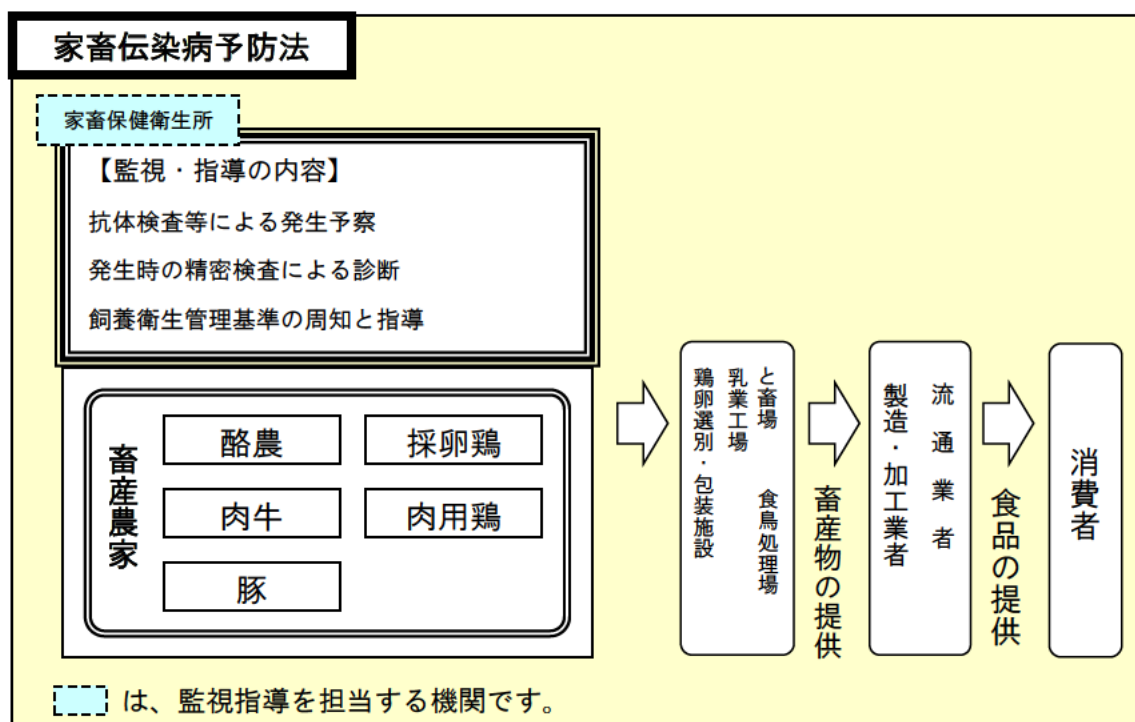 家畜伝染病予防法
家畜保健衛生所
【監視・指導の内容】
抗体検査等による発生予察
発生時の精密検査による診断
飼養衛生管理基準の周知と指導
畜産農家
酪農
採卵鶏
肉牛
肉用鶏
豚
と畜場　食鳥処理場
乳業工場
鶏卵選別・包装施設
畜産物の提供
流通業者
製造・加工業者
食品の提供
消費者
は、監視指導を担当する機関です。